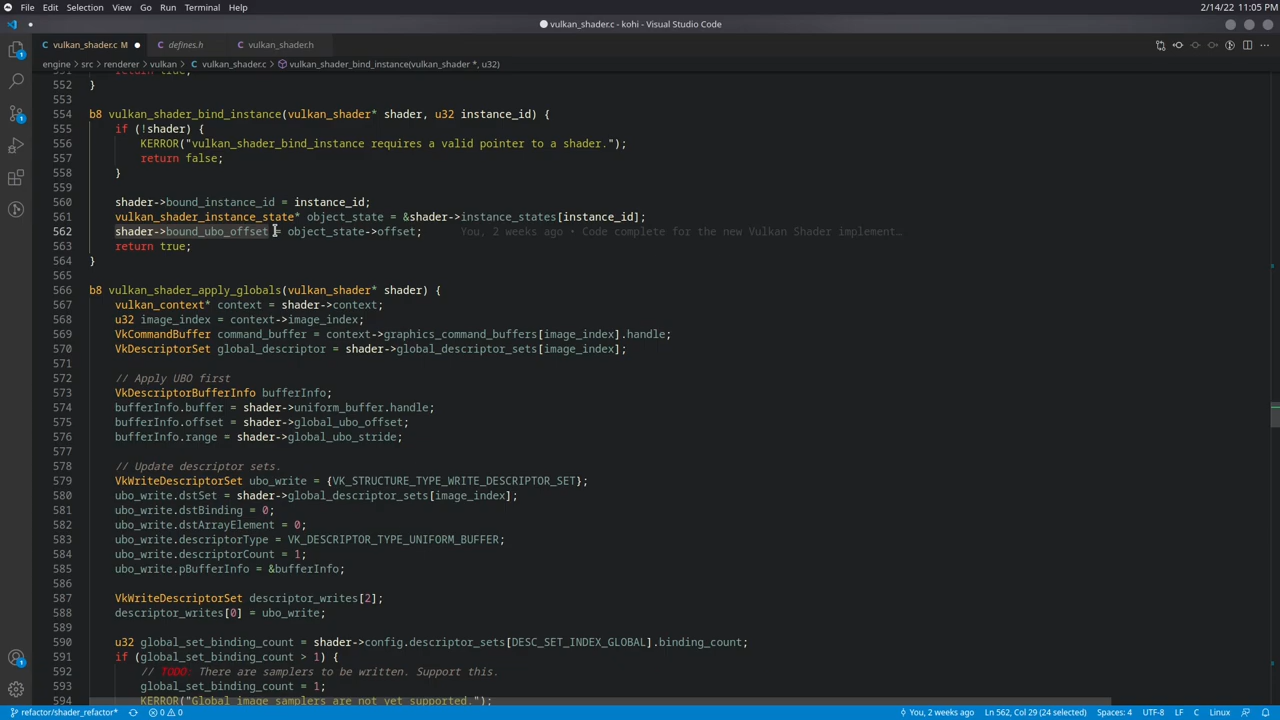 File Edit Selection View Go Run Terminal Help
2/14/22 11:05 PM
vulkan_shader.c - kohi - Visual Studio Code
vulkan_shader.c M
defines.h
vulkan_shader.h
engine > src > renderer > vulkan > vulkan_shader.c > vulkan_shader_bind_instance(vulkan_shader *, u32)
552 }
553
554 b8 vulkan_shader_bind_instance(vulkan_shader* shader, u32 instance_id) {
555 if (!shader) {
556 KERROR("vulkan_shader_bind_instance requires a valid pointer to a shader.");
557 return false;
558 }
559
560 shader->bound_instance_id = instance_id;
561 vulkan_shader_instance_state* object_state = &shader->instance_states[instance_id];
562 shader->bound_ubo_offset = object_state->offset; You, 2 weeks ago • Code complete for the new Vulkan Shader implement…
563 return true;
564 }
565
566 b8 vulkan_shader_apply_globals(vulkan_shader* shader) {
567 vulkan_context* context = shader->context;
568 u32 image_index = context->image_index;
569 VkCommandBuffer command_buffer = context->graphics_command_buffers[image_index].handle;
570 VkDescriptorSet global_descriptor = shader->global_descriptor_sets[image_index];
571
572 // Apply UBO first
573 VkDescriptorBufferInfo bufferInfo;
574 bufferInfo.buffer = shader->uniform_buffer.handle;
575 bufferInfo.offset = shader->global_ubo_offset;
576 bufferInfo.range = shader->global_ubo_stride;
577
578 // Update descriptor sets.
579 VkWriteDescriptorSet ubo_write = {VK_STRUCTURE_TYPE_WRITE_DESCRIPTOR_SET};
580 ubo_write.dstSet = shader->global_descriptor_sets[image_index];
581 ubo_write.dstBinding = 0;
582 ubo_write.dstArrayElement = 0;
583 ubo_write.descriptorType = VK_DESCRIPTOR_TYPE_UNIFORM_BUFFER;
584 ubo_write.descriptorCount = 1;
585 ubo_write.pBufferInfo = &bufferInfo;
586
587 VkWriteDescriptorSet descriptor_writes[2];
588 descriptor_writes[0] = ubo_write;
589
590 u32 global_set_binding_count = shader->config.descriptor_sets[DESC_SET_INDEX_GLOBAL].binding_count;
591 if (global_set_binding_count > 1) {
592 // TODO: There are samplers to be written. Support this.
593 global_set_binding_count = 1;
594 KERROR("Global image samplers are not yet supported.");
refactor/shader_refactor* 0 0 You, 2 weeks ago Ln 562, Col 29 (24 selected) Spaces: 4 UTF-8 LF C Linux